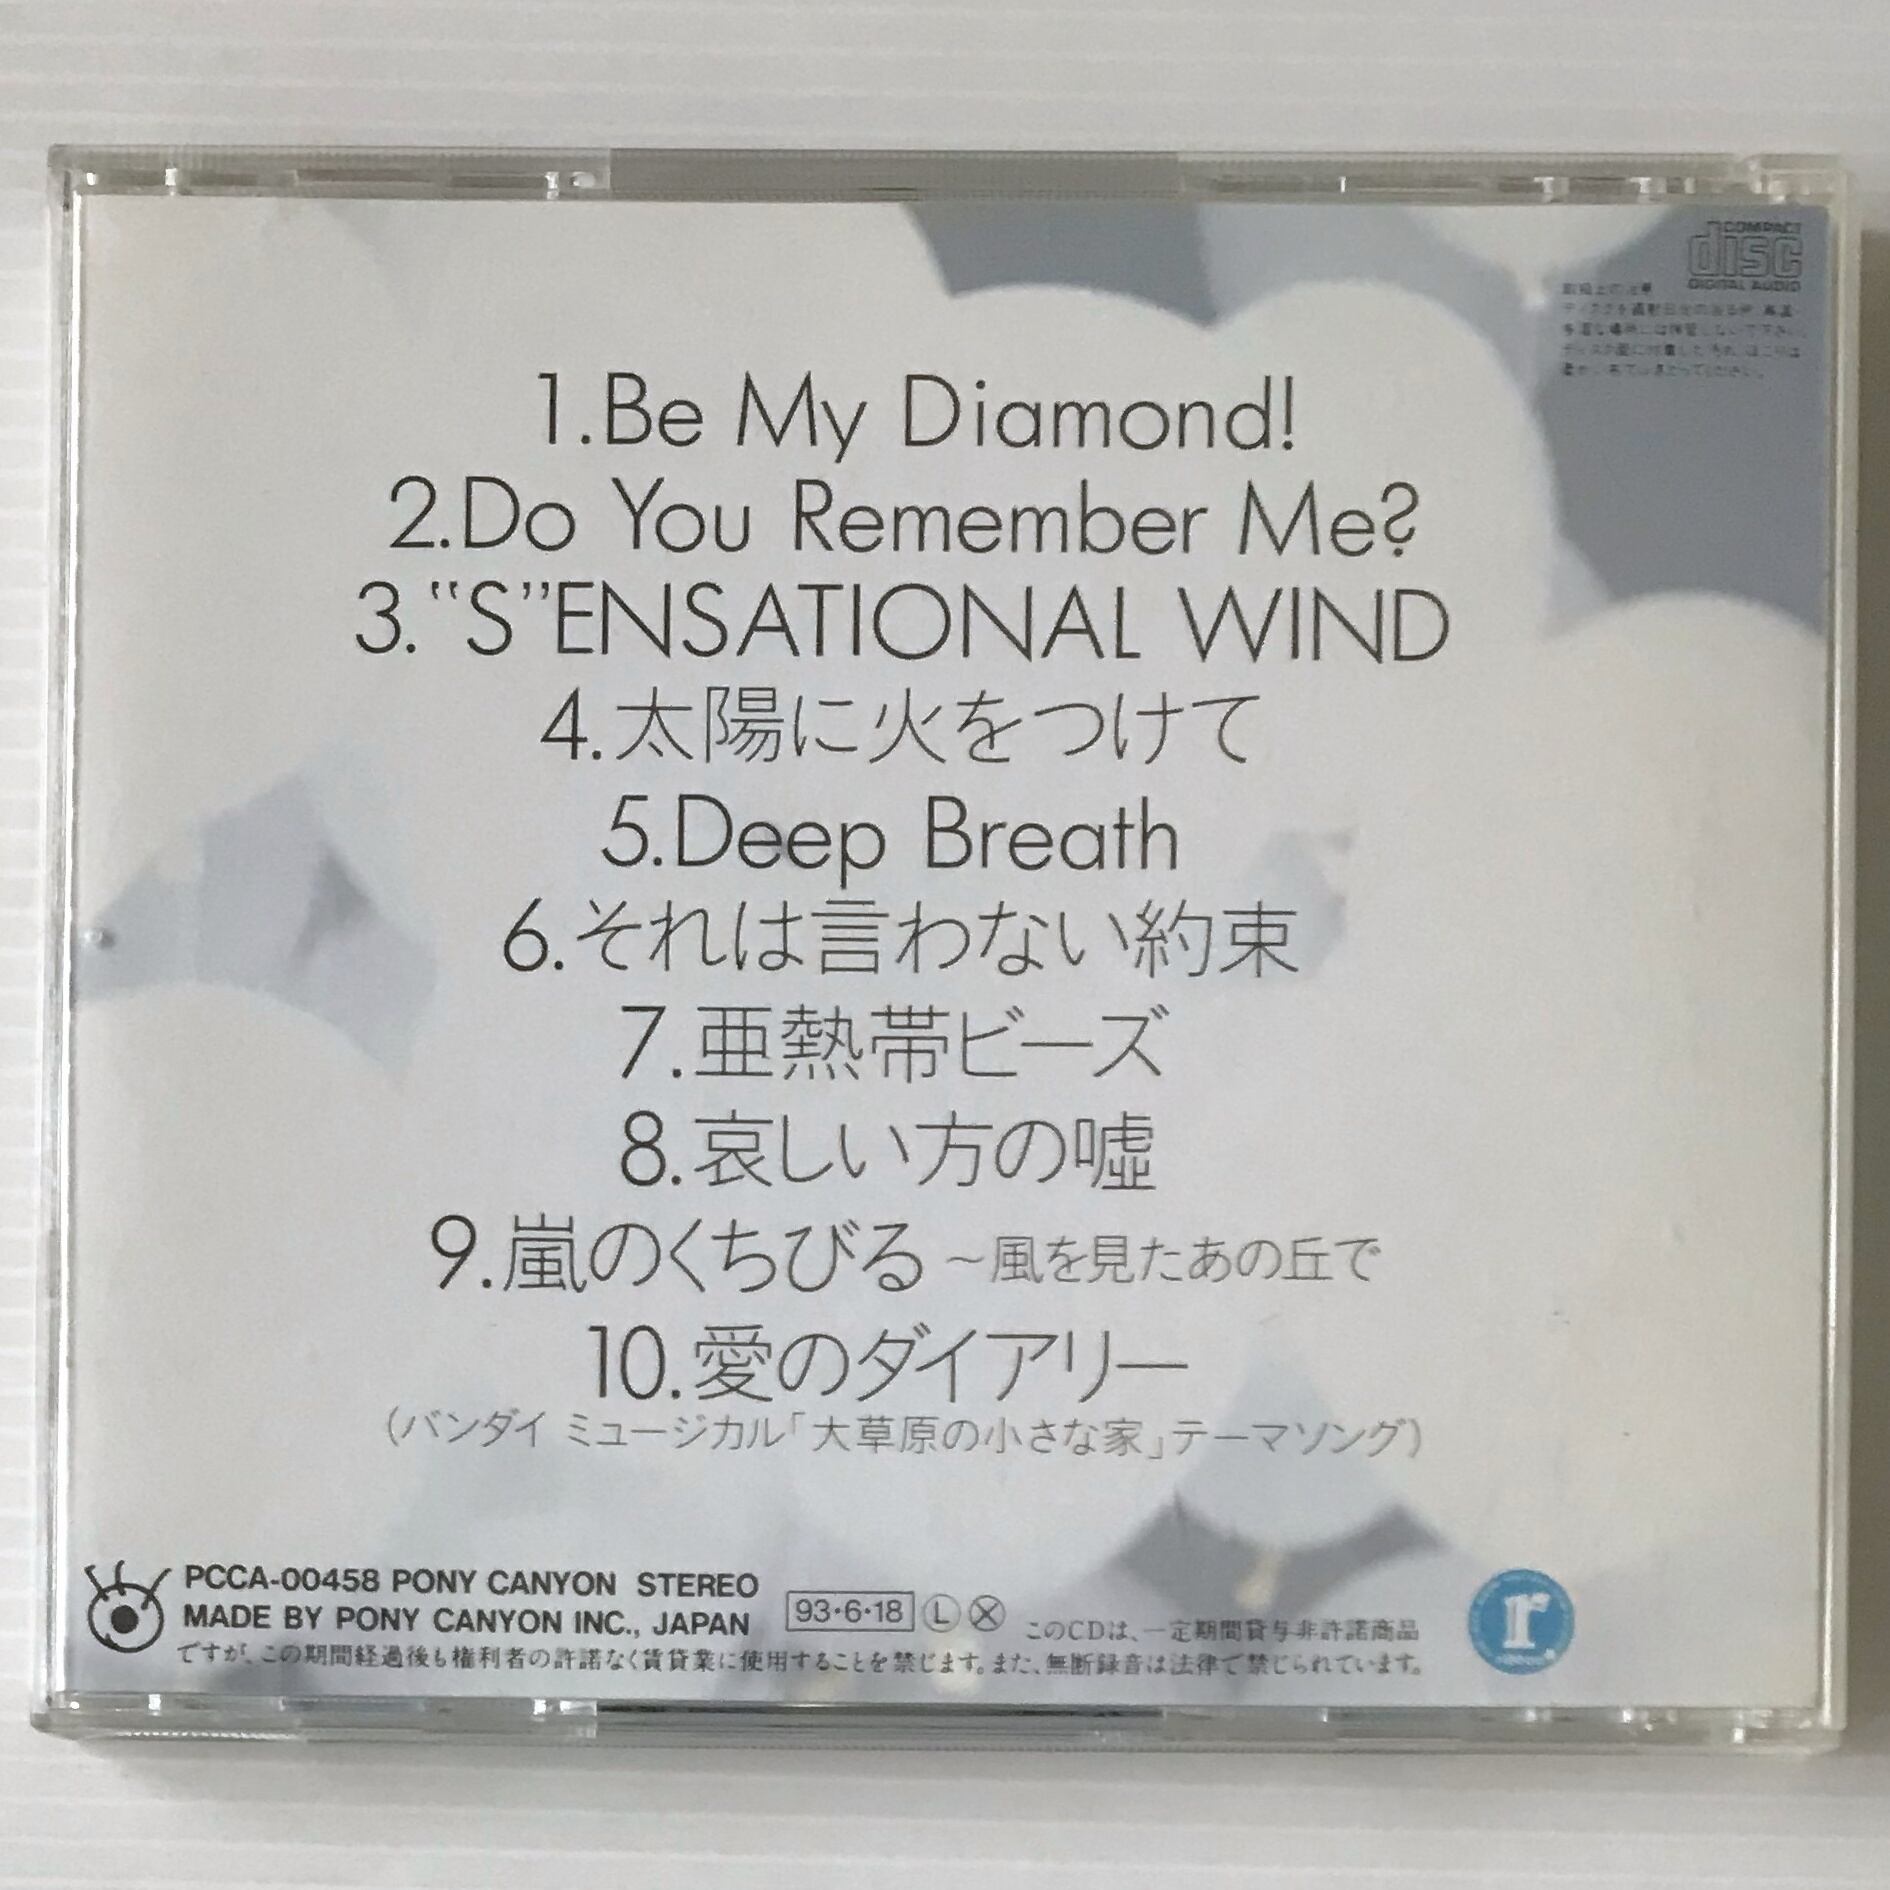 COMPACT
disc
DIGITAL AUDIO
1.Be My Diamond!
2.Do You Remember Me?
3."S"ENSATIONAL WIND
4.太陽に火をつけて
5.Deep Breath
6.それは言わない約束
7.亜熱帯ビーズ
8.哀しい方の嘘
9.嵐のくちびる～風を見たあの丘で
10.愛のダイアリー
(バンダイ ミュージカル「大草原の小さな家」テーマソング)
PCCA-00458 PONY CANYON STEREO
MADE BY PONY CANYON INC., JAPAN 93・6・18 L X このCDは、一定期間貸与非許諾商品
ですが、この期間経過後も権利者の許諾なく賃貸業に使用することを禁じます。また、無断録音は法律で禁じられています。
r.